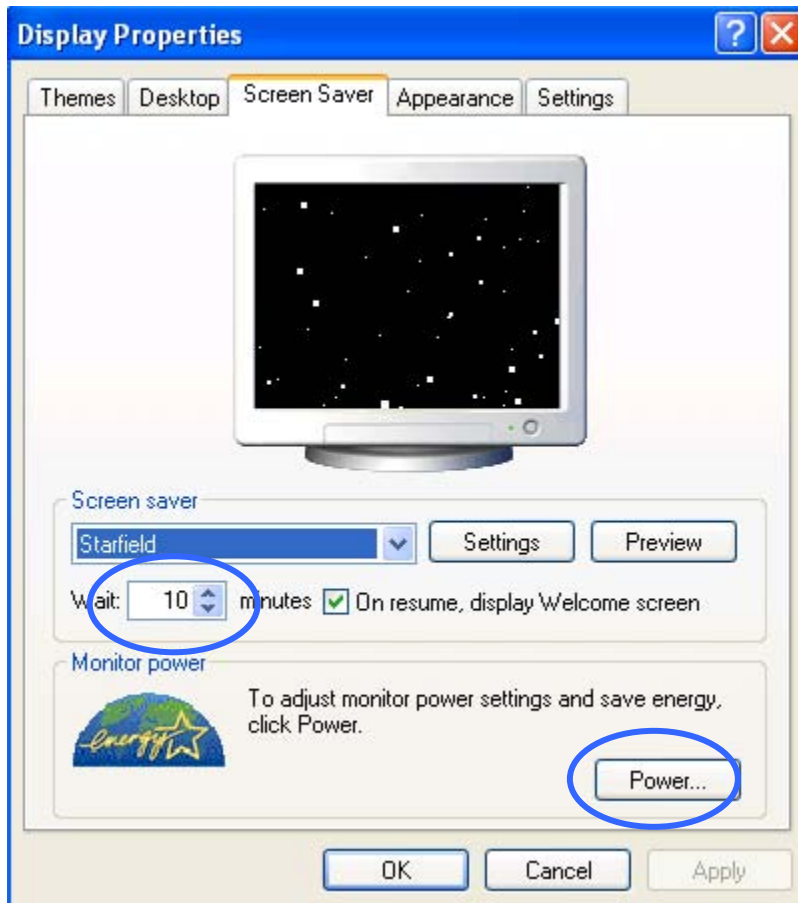 Display Properties
Themes Desktop Screen Saver Appearance Settings
Screen saver
Starfield Settings Preview
Wait: 10 minutes On resume, display Welcome screen
Monitor power
To adjust monitor power settings and save energy,
click Power.
energy
Power...
OK Cancel Apply